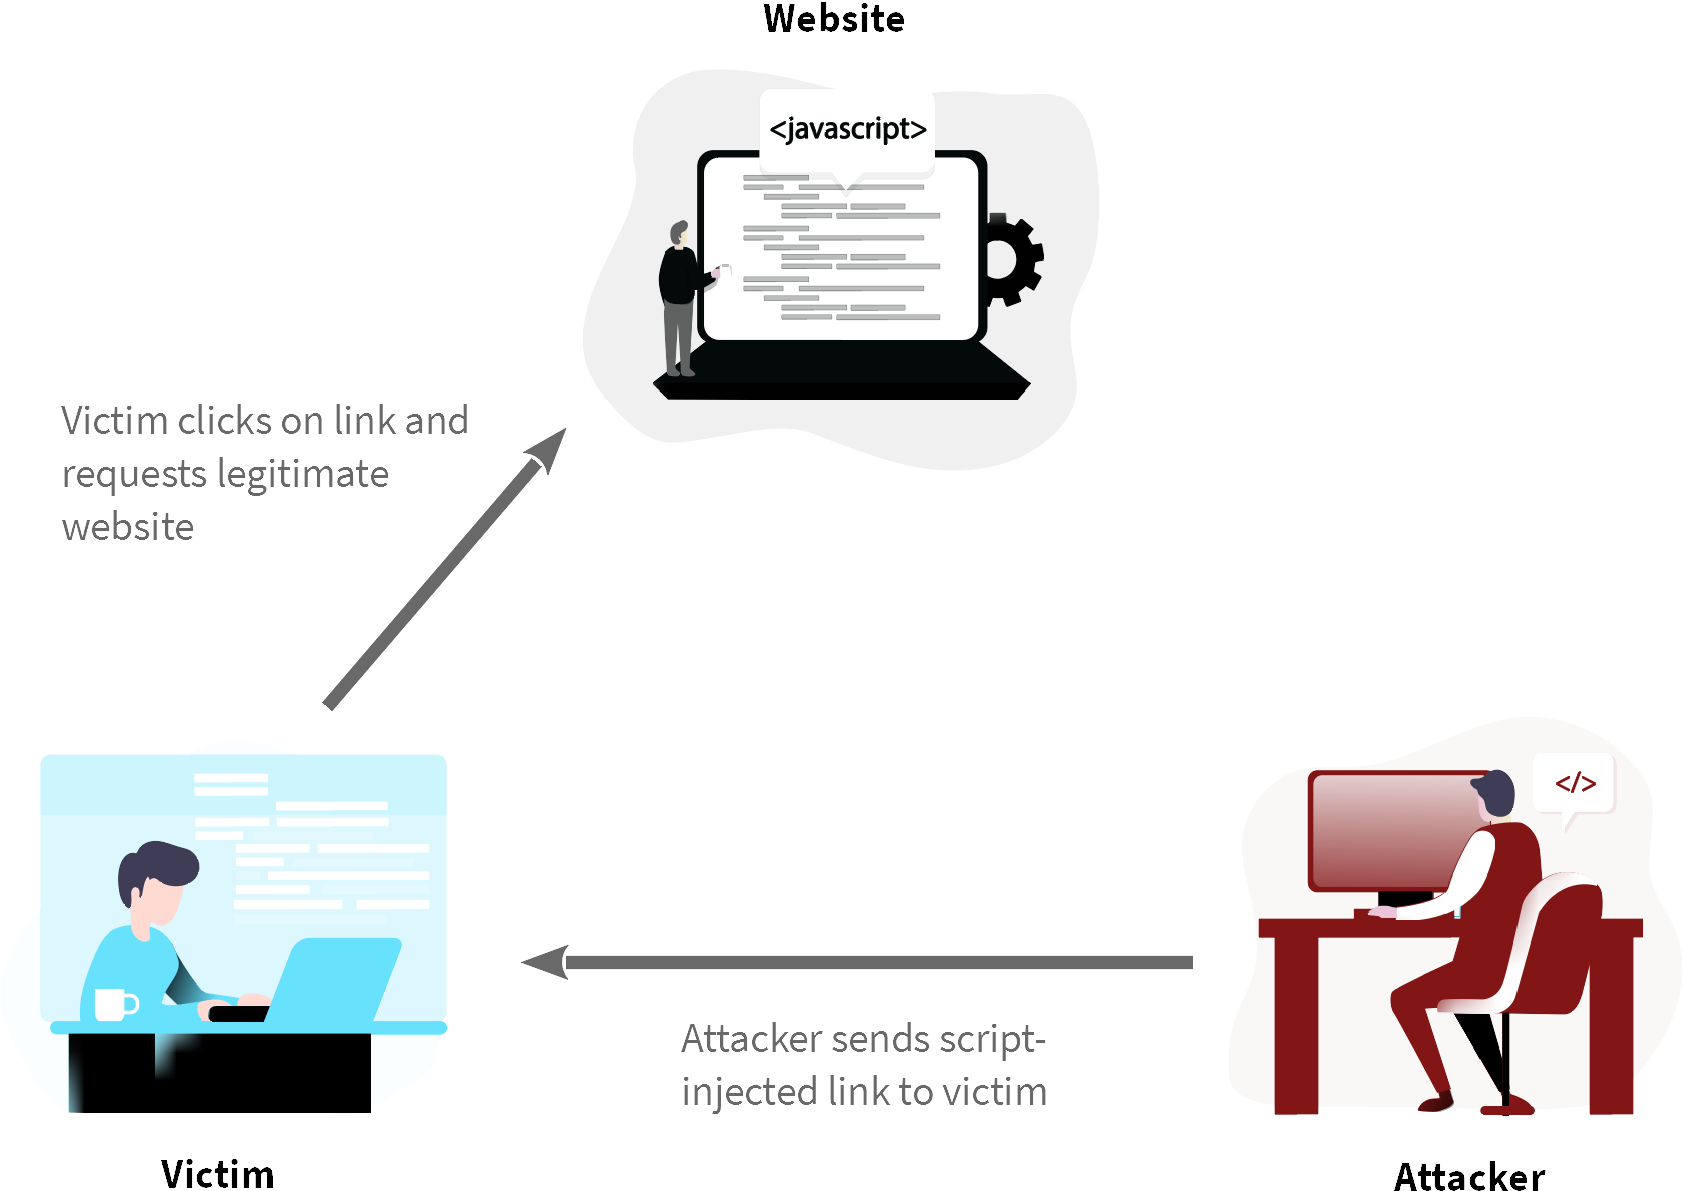 Website
<javascript>
Victim clicks on link and
requests legitimate
website
</>
Attacker sends script-
injected link to victim
Victim
Attacker